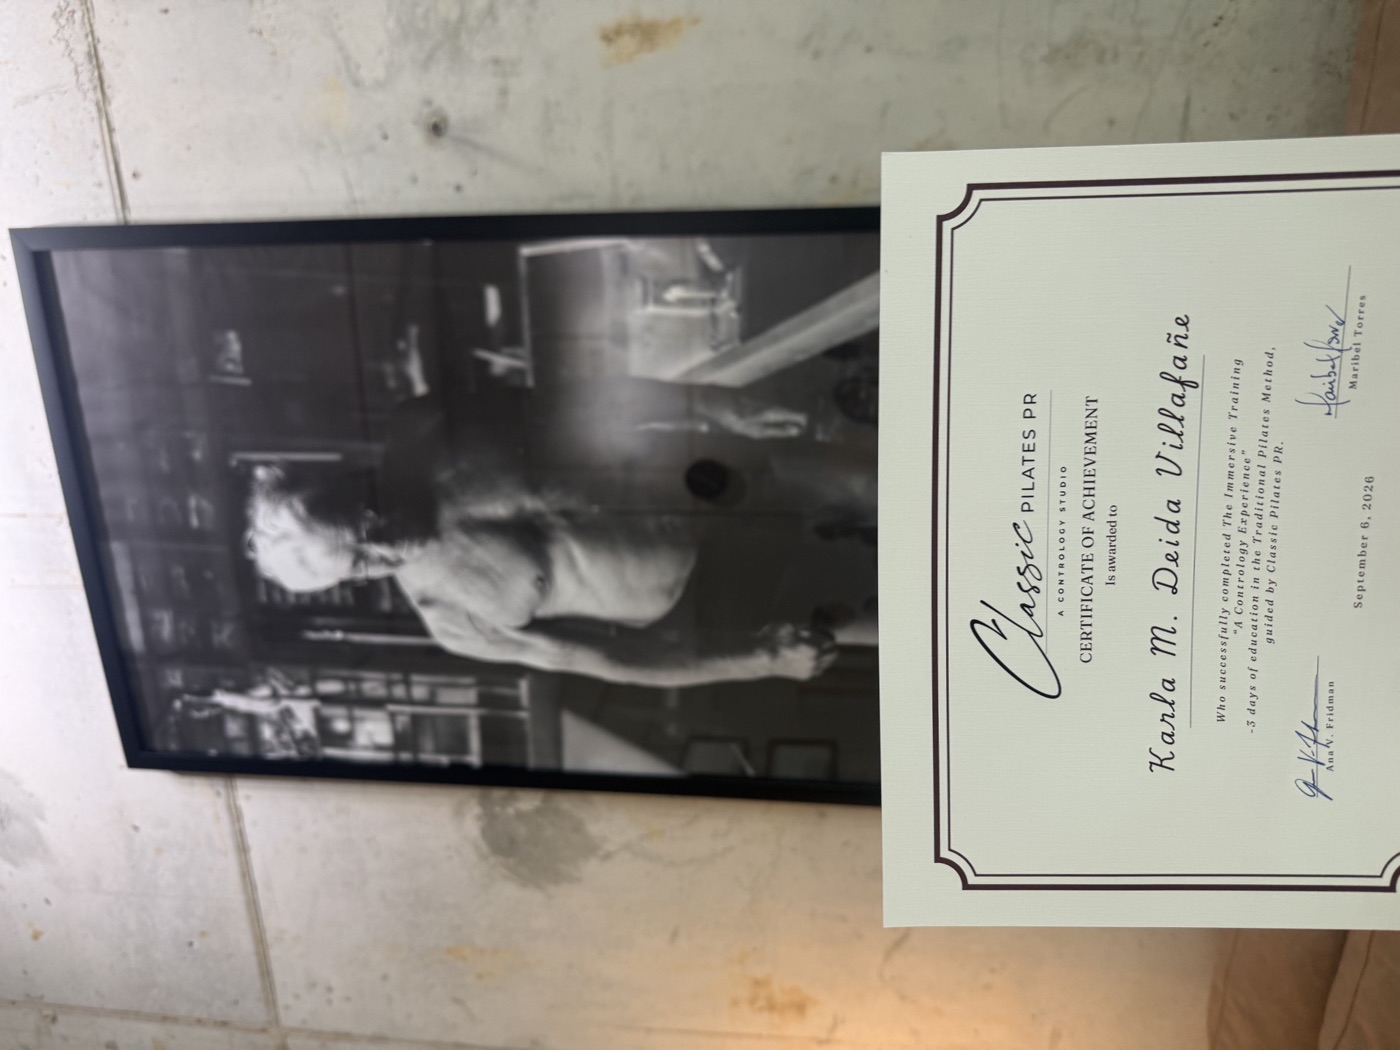 Classic PILATES PR
A CONTROLOGY STUDIO
CERTIFICATE OF ACHIEVEMENT
Is awarded to
Karla M. Deida Villafañe
Who successfully completed The Immersive Training
"A Contrology Experience"
-3 days of education in the Traditional Pilates Method,
guided by Classic Pilates PR.
Ana V. Fridman
Maribel Torres
September 6, 2026